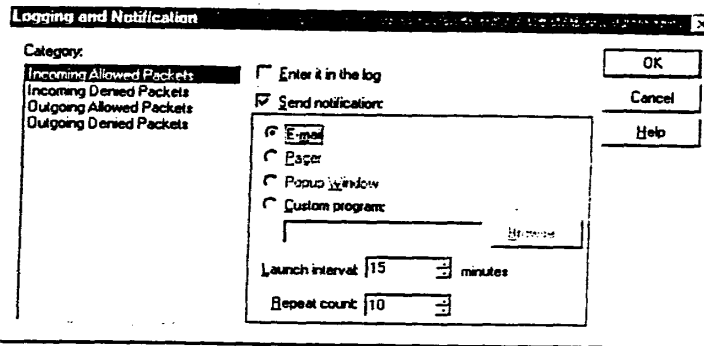 Logging and Notification
Category:
Incoming Allowed Packets
Incoming Denied Packets
Outgoing Allowed Packets
Outgoing Denied Packets
Enter it in the log
Send notification:
E-mail
Pager
Popup Window
Custom program:
Browse
Launch interval: 15 minutes
Repeat count: 10
OK
Cancel
Help